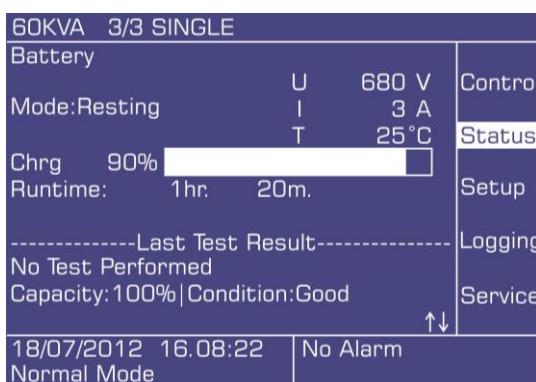 60KVA 3/3 SINGLE
Battery
U 680 V
Mode:Resting I 3 A
T 25°C
Chrg 90%
Runtime: 1hr. 20m.
--------------Last Test Result---------------
No Test Performed
Capacity:100%|Condition:Good
↑↓
Contro
Status
Setup
Logging
Service
18/07/2012 16.08:22
Normal Mode
No Alarm